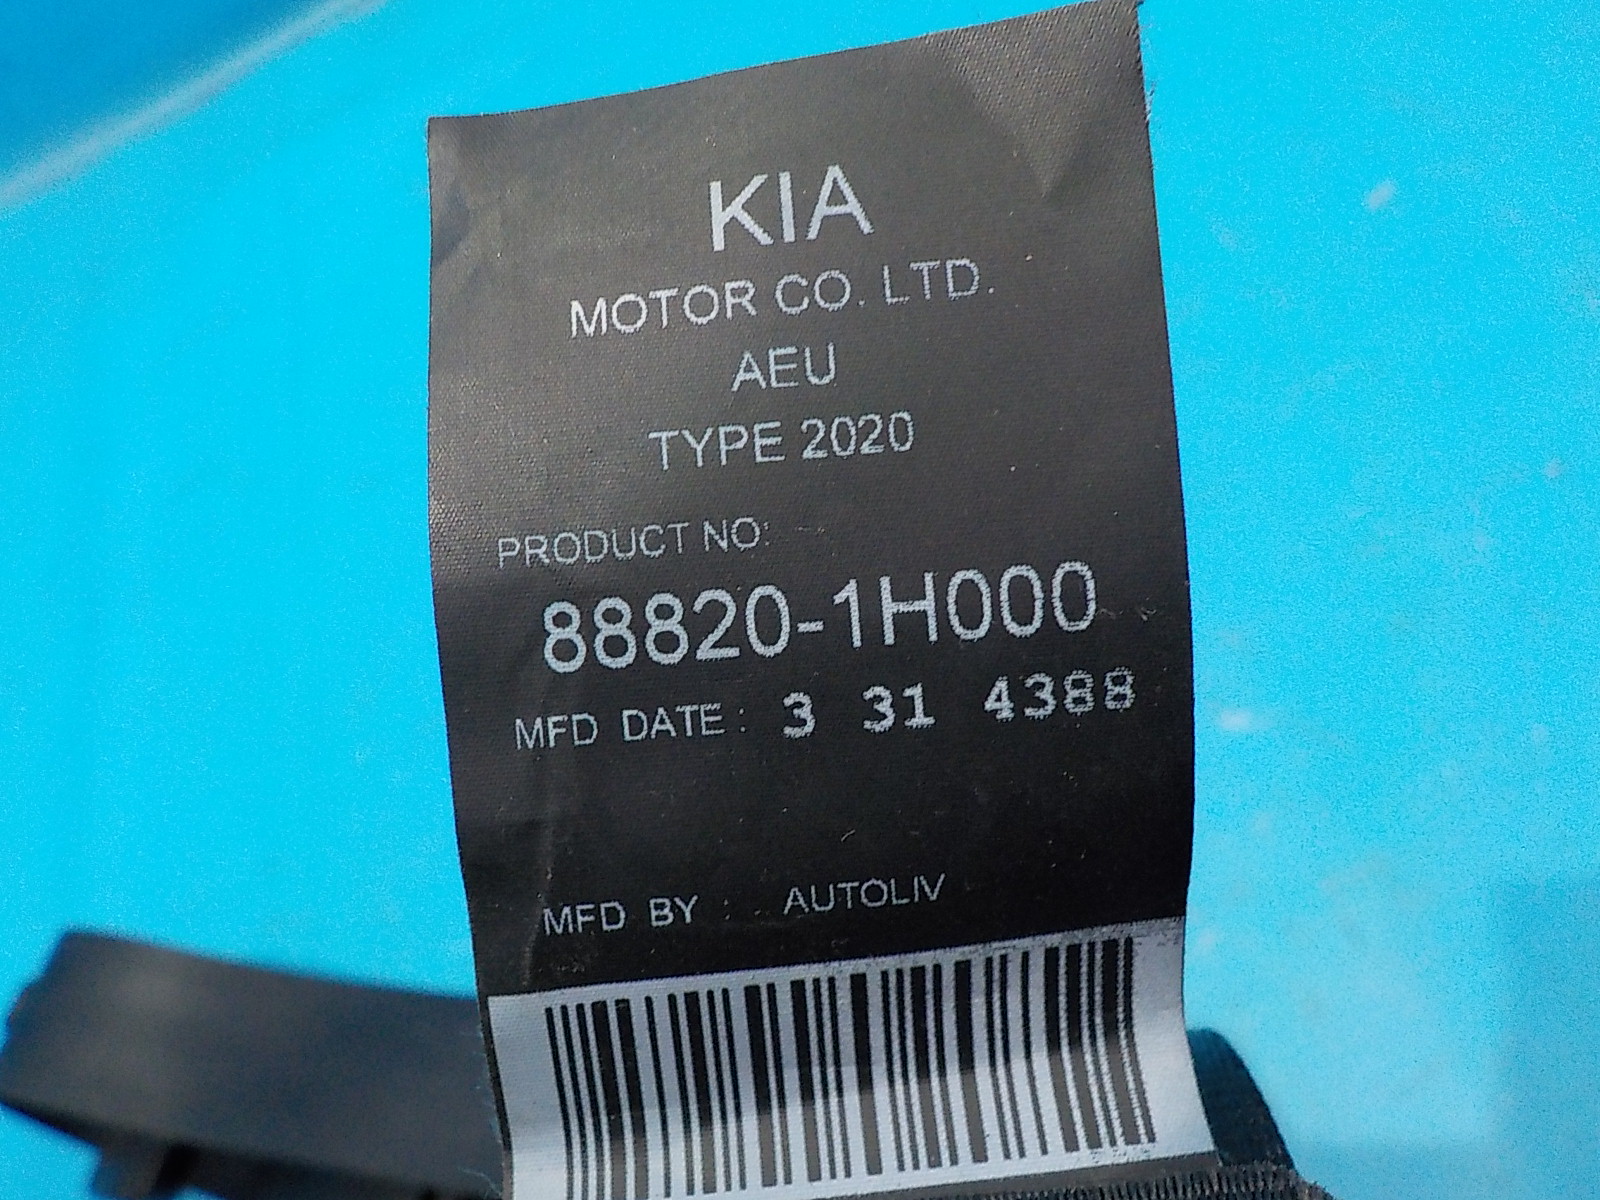 KIA
MOTOR CO. LTD.
AEU
TYPE 2020
PRODUCT NO:
88820-1H000
MFD DATE: 3 31 4388
MFD BY : AUTOLIV